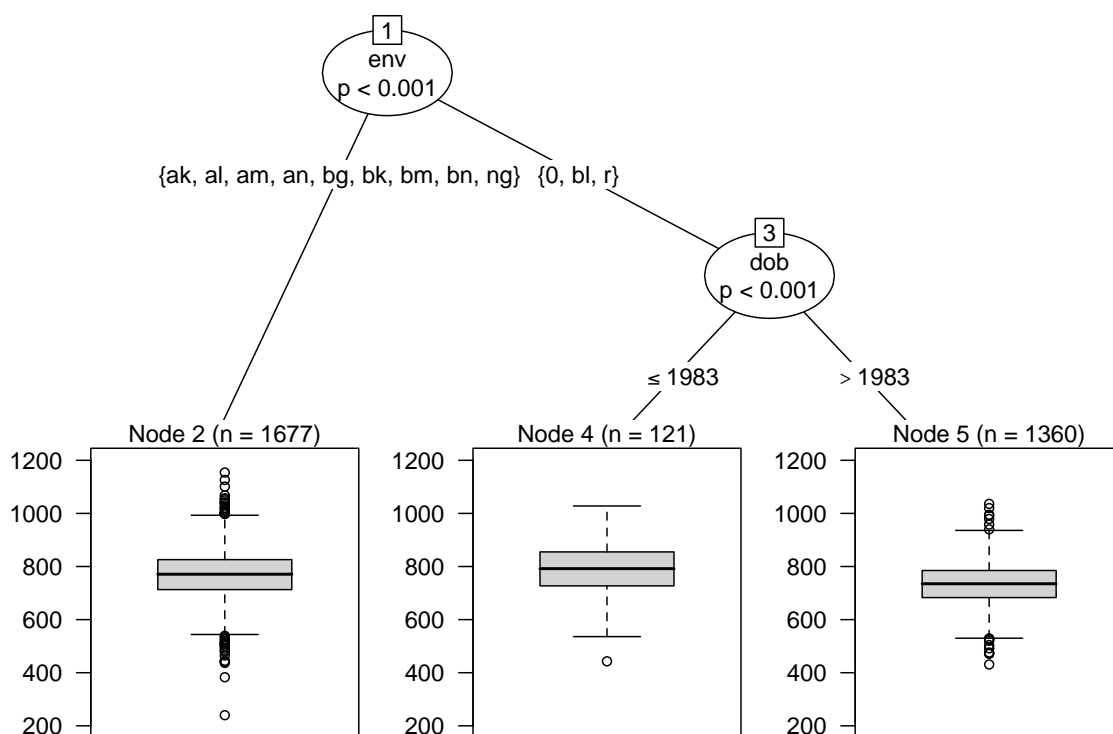 1
env
p < 0.001
{ak, al, am, an, bg, bk, bm, bn, ng} {0, bl, r}
3
dob
p < 0.001
≤ 1983 > 1983
Node 2 (n = 1677) Node 4 (n = 121) Node 5 (n = 1360)
1200 1200 1200
1000 1000 1000
800 800 800
600 600 600
400 400 400
200 200 200